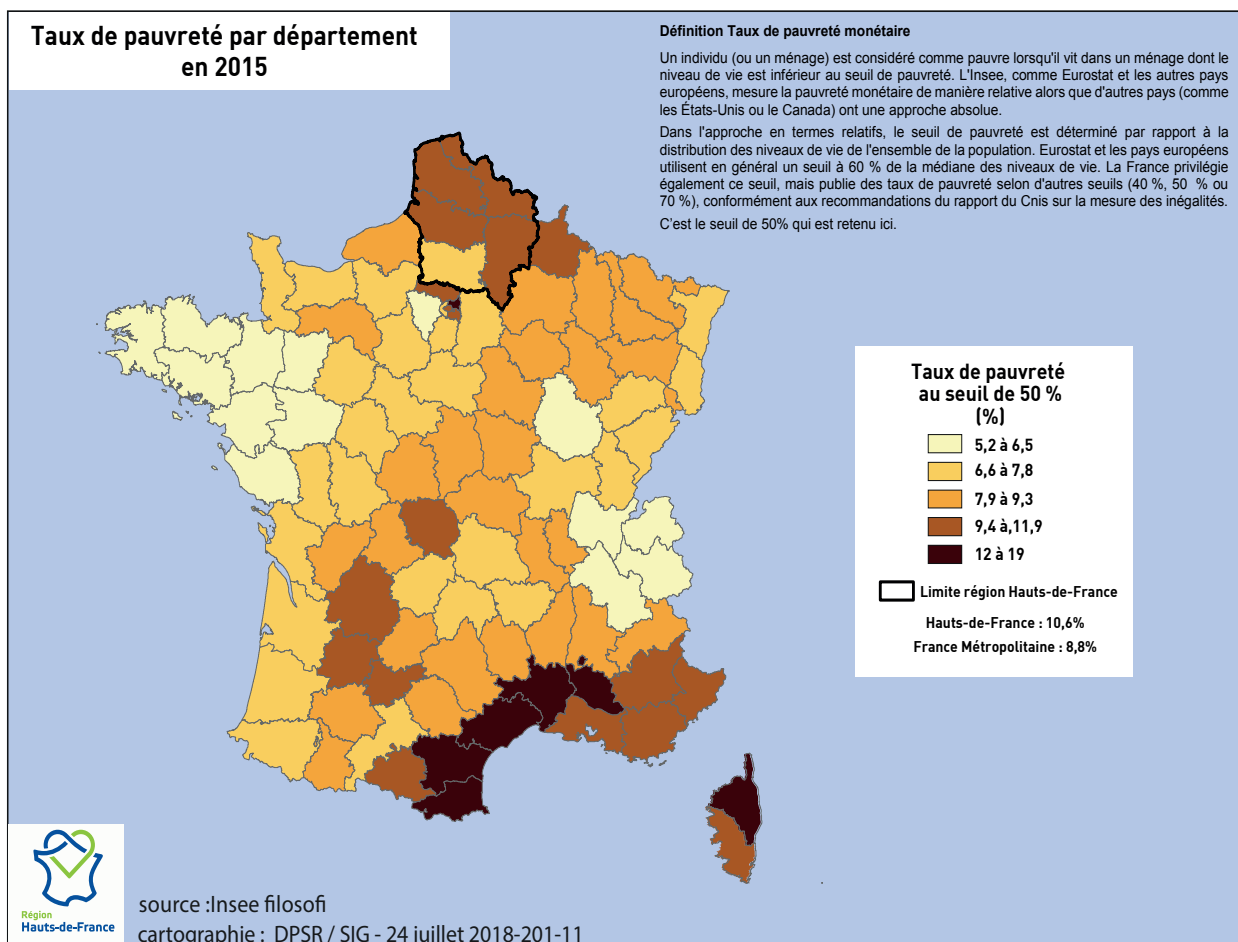 Taux de pauvreté par département
en 2015
Définition Taux de pauvreté monétaire
Un individu (ou un ménage) est considéré comme pauvre lorsqu'il vit dans un ménage dont le
niveau de vie est inférieur au seuil de pauvreté. L'Insee, comme Eurostat et les autres pays
européens, mesure la pauvreté monétaire de manière relative alors que d'autres pays (comme
les États-Unis ou le Canada) ont une approche absolue.
Dans l'approche en termes relatifs, le seuil de pauvreté est déterminé par rapport à la
distribution des niveaux de vie de l'ensemble de la population. Eurostat et les pays européens
utilisent en général un seuil à 60 % de la médiane des niveaux de vie. La France privilégie
également ce seuil, mais publie des taux de pauvreté selon d'autres seuils (40 %, 50 % ou
70 %), conformément aux recommandations du rapport du Cnis sur la mesure des inégalités.
C'est le seuil de 50% qui est retenu ici.
Taux de pauvreté
au seuil de 50 %
(%)
5,2 à 6,5
6,6 à 7,8
7,9 à 9,3
9,4 à,11,9
12 à 19
Limite région Hauts-de-France
Hauts-de-France : 10,6%
France Métropolitaine : 8,8%
Région
Hauts-de-France
source :Insee filosofi
cartographie : DPSR / SIG - 24 juillet 2018-201-11